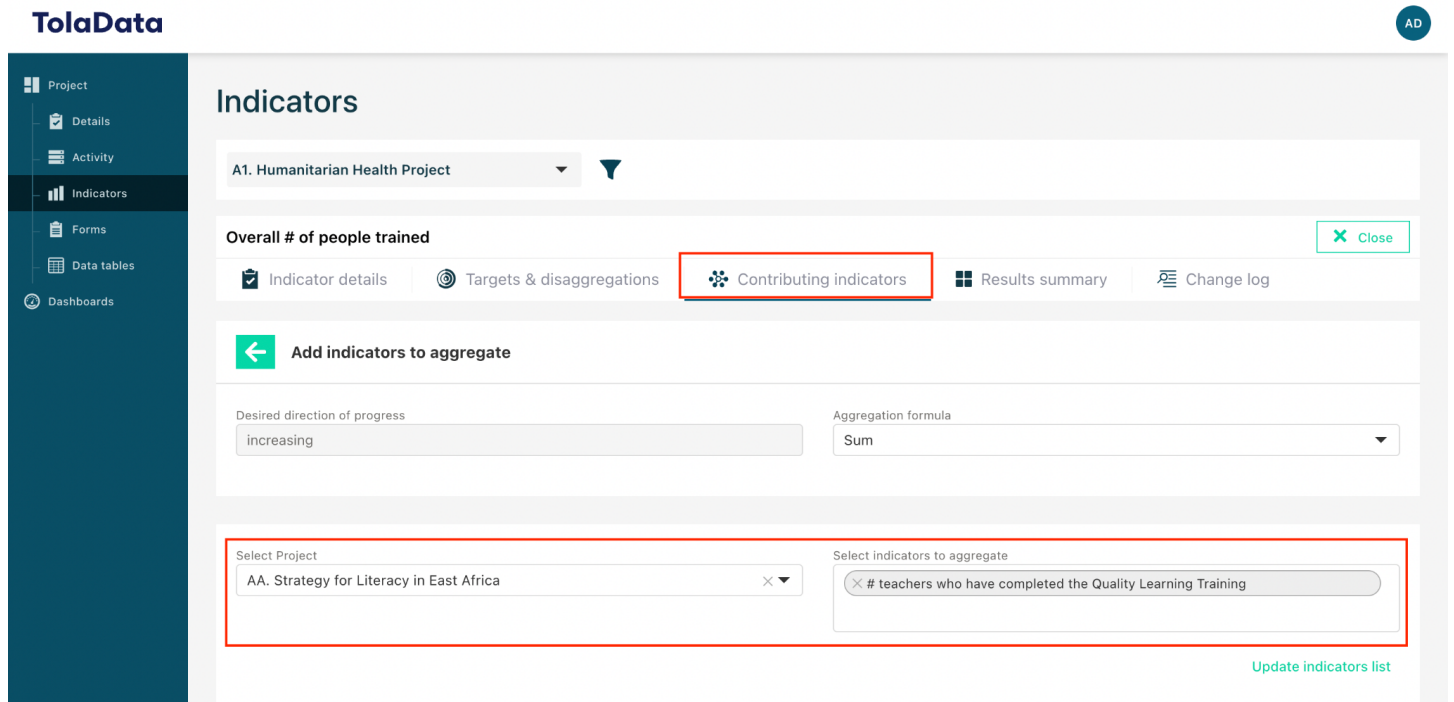 TolaData
AD
Project
Details
Activity
Indicators
Forms
Data tables
Dashboards
Indicators
A1. Humanitarian Health Project
Overall # of people trained
Close
Indicator details
Targets & disaggregations
Contributing indicators
Results summary
Change log
Add indicators to aggregate
Desired direction of progress
increasing
Aggregation formula
Sum
Select Project
AA. Strategy for Literacy in East Africa
Select indicators to aggregate
# teachers who have completed the Quality Learning Training
Update indicators list